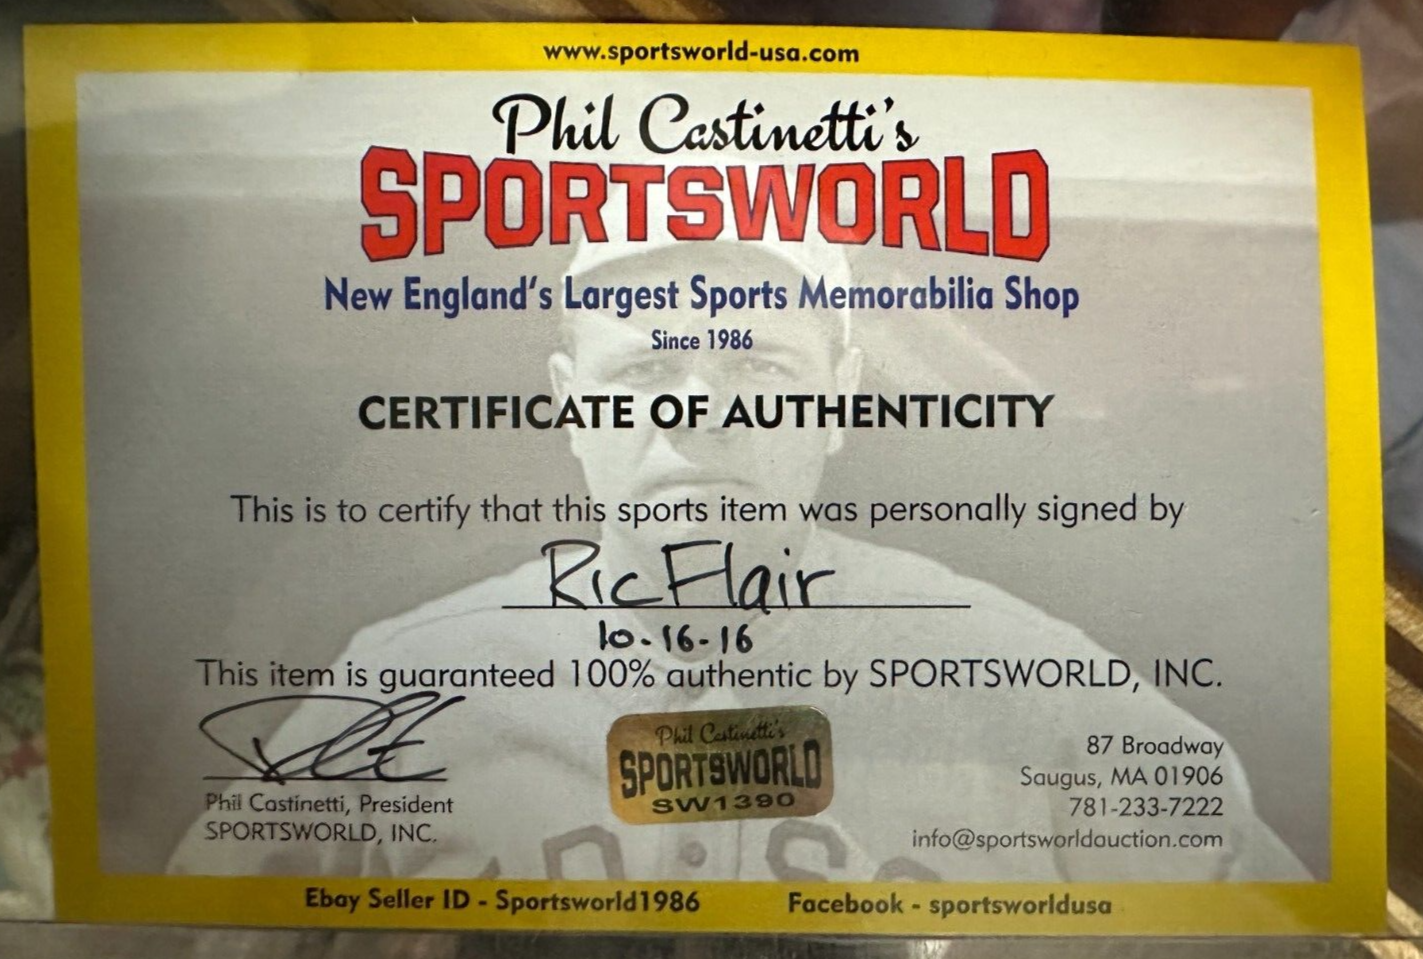 www.sportsworld-usa.com
Phil Castinetti's
SPORTSWORLD
New England's Largest Sports Memorabilia Shop
Since 1986
CERTIFICATE OF AUTHENTICITY
This is to certify that this sports item was personally signed by
Ric Flair
10-16-16
This item is guaranteed 100% authentic by SPORTSWORLD, INC.
Phil Castinetti, President
SPORTSWORLD, INC.
Phil Castinetti's
SPORTSWORLD
SW1390
87 Broadway
Saugus, MA 01906
781-233-7222
info@sportsworldauction.com
Ebay Seller ID - Sportsworld1986
Facebook - sportsworldusa